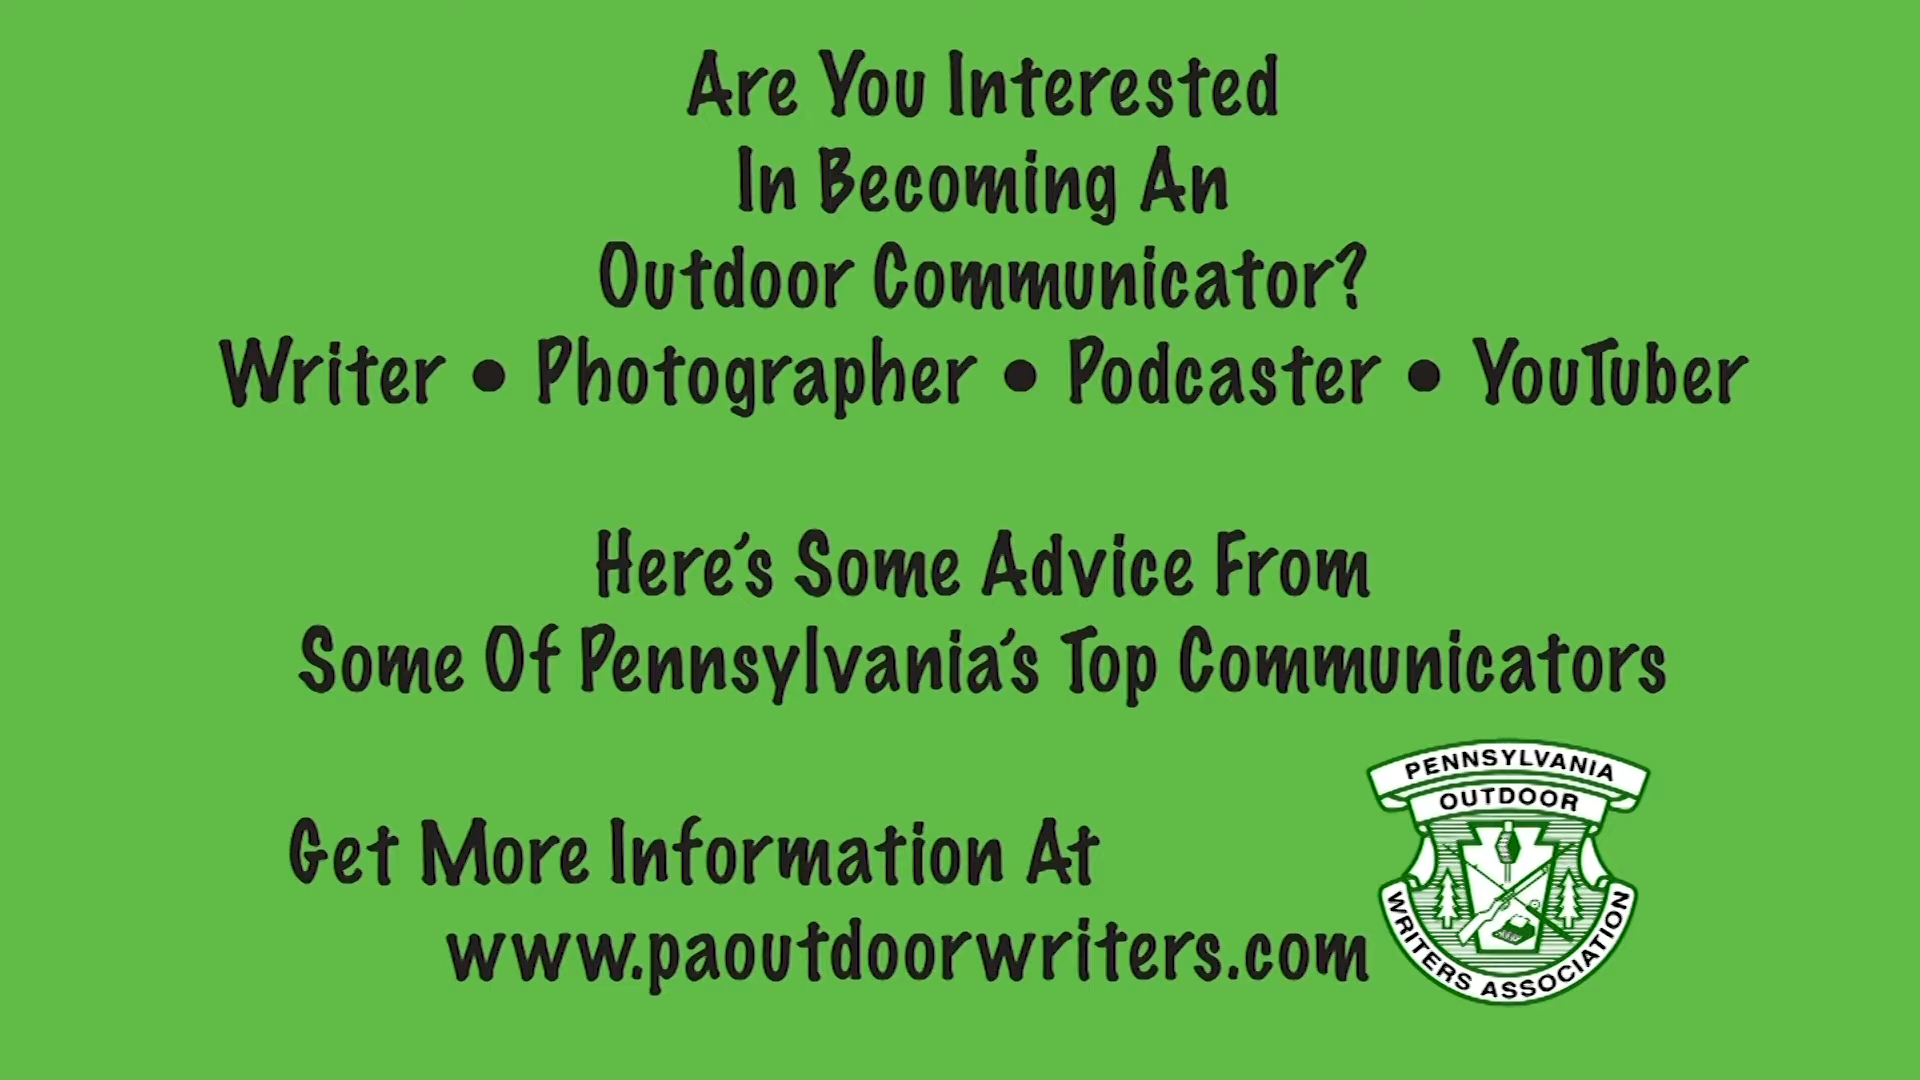 Are You Interested
In Becoming An
Outdoor Communicator?
Writer • Photographer • Podcaster • YouTuber
Here's Some Advice From
Some Of Pennsylvania's Top Communicators
Get More Information At
www.paoutdoorwriters.com
PENNSYLVANIA
OUTDOOR
WRITERS ASSOCIATION